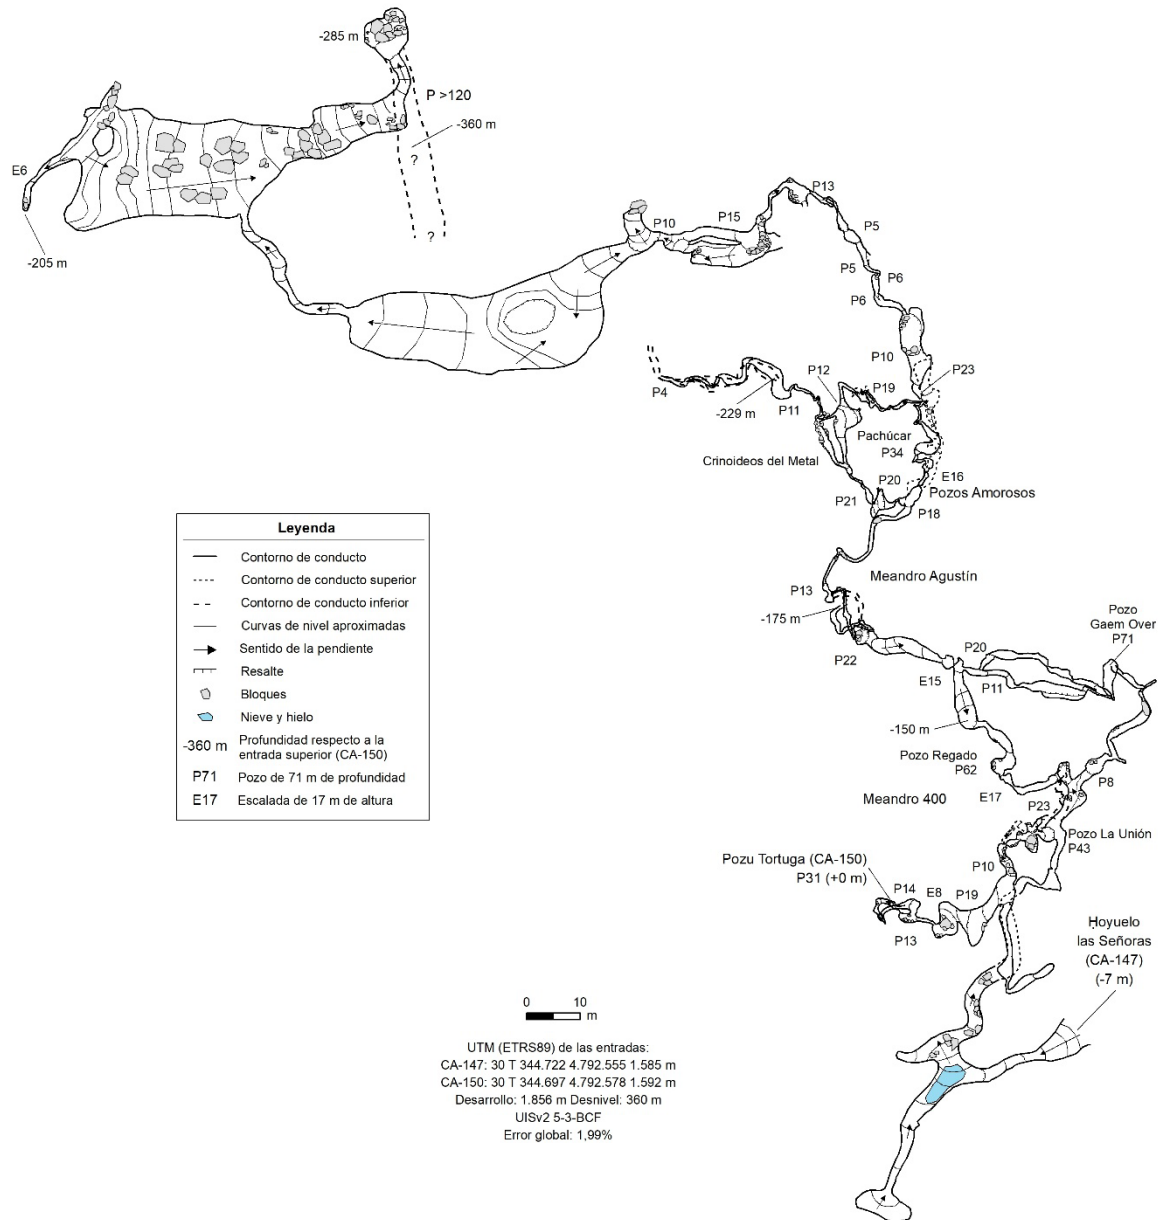 -285 m
P >120
-360 m
?
?
E6
-205 m
P10
P15
P13
P5
P5
P6
P6
P10
P23
P4
-229 m
P11
P12
P19
Pachúcar
P34
Crinoideos del Metal
E16
P20
P21
Pozos Amorosos
P18
Meandro Agustín
P13
-175 m
P22
E15
P20
P11
Pozo
Gaem Over
P71
-150 m
Pozo Regado
P62
P8
E17
Meandro 400
P23
Pozo La Unión
P43
P10
Pozu Tortuga (CA-150)
P31 (+0 m)
P14
E8
P19
P13
Hoyuelo
las Señoras
(CA-147)
(-7 m)
Leyenda
Contorno de conducto
Contorno de conducto superior
Contorno de conducto inferior
Curvas de nivel aproximadas
Sentido de la pendiente
Resalte
Bloques
Nieve y hielo
-360 m Profundidad respecto a la
entrada superior (CA-150)
P71 Pozo de 71 m de profundidad
E17 Escalada de 17 m de altura
0 10
m
UTM (ETRS89) de las entradas:
CA-147: 30 T 344.722 4.792.555 1.585 m
CA-150: 30 T 344.697 4.792.578 1.592 m
Desarrollo: 1.856 m Desnivel: 360 m
UISv2 5-3-BCF
Error global: 1,99%